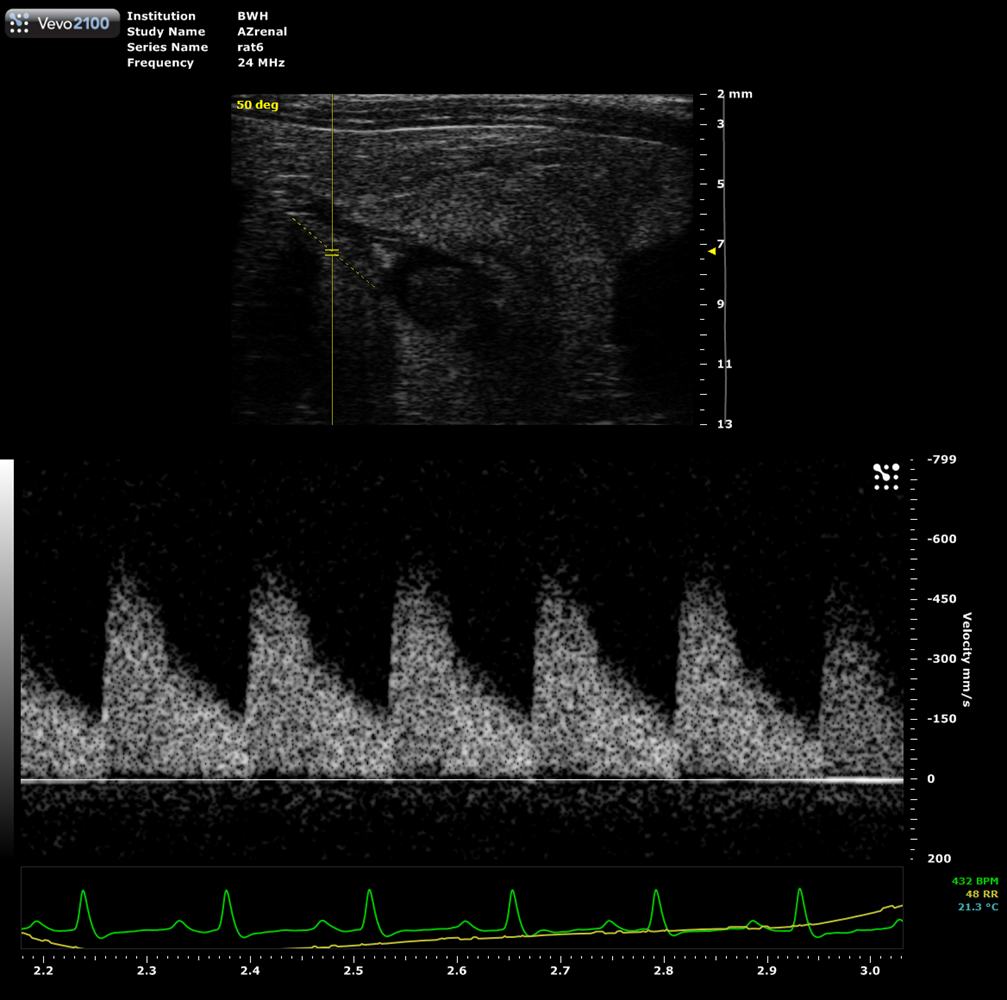 Vevo2100
Institution BWH
Study Name AZrenal
Series Name rat6
Frequency 24 MHz
50 deg
2 mm
3
5
7
9
11
13
-799
-600
-450
-300
-150
0
200
Velocity mm/s
432 BPM
48 RR
21.3 °C
2.2 2.3 2.4 2.5 2.6 2.7 2.8 2.9 3.0